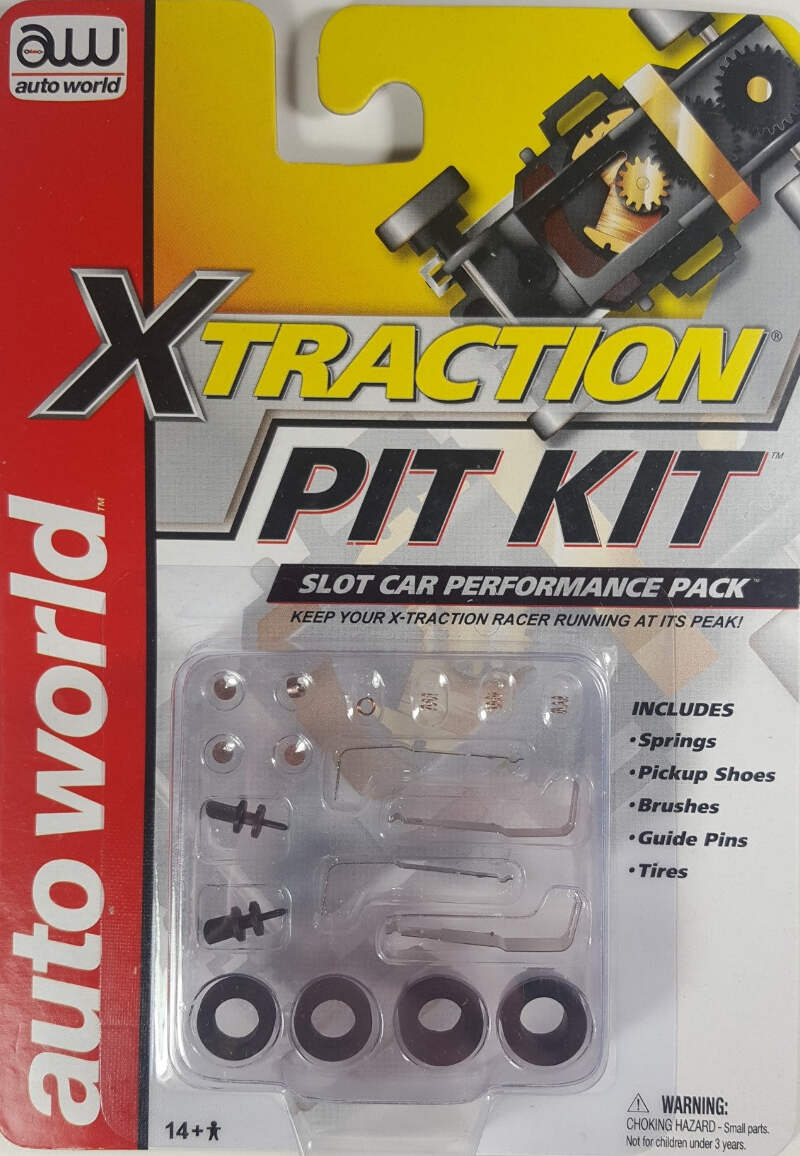 aw
auto world
XTRACTION®
PIT KIT™
SLOT CAR PERFORMANCE PACK™
KEEP YOUR X-TRACTION RACER RUNNING AT ITS PEAK!
INCLUDES
•Springs
•Pickup Shoes
•Brushes
•Guide Pins
•Tires
auto world™
14+
WARNING:
CHOKING HAZARD - Small parts.
Not for children under 3 years.